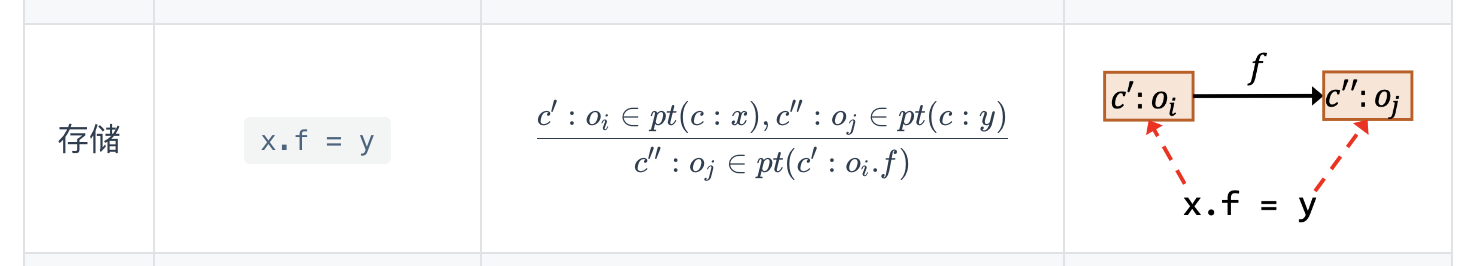 存储
x.f = y
c′ : oᵢ ∈ pt(c : x), c″ : oⱼ ∈ pt(c : y)
c″ : oⱼ ∈ pt(c′ : oᵢ.f)
f
c′: oᵢ
c″: oⱼ
x.f = y